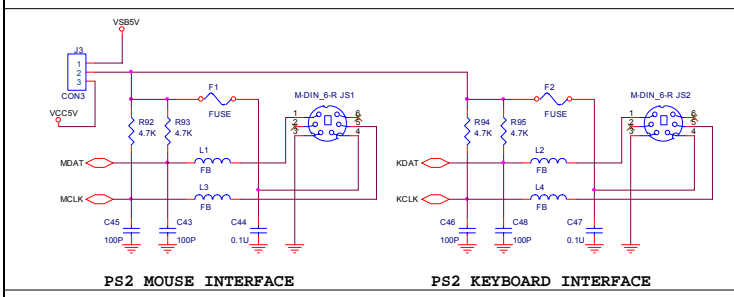 VSB5V
J3
1
2
3
CON3
VCC5V
F1
FUSE
M-DIN_6-R JS1
F2
FUSE
M-DIN_6-R JS2
R92
4.7K
R93
4.7K
R94
4.7K
R95
4.7K
1
2
3
6
5
4
1
2
3
6
5
4
MDAT
L1
FB
KDAT
L2
FB
MCLK
L3
FB
KCLK
L4
FB
C45
100P
C43
100P
C44
0.1U
C46
100P
C48
100P
C47
0.1U
PS2 MOUSE INTERFACE
PS2 KEYBOARD INTERFACE